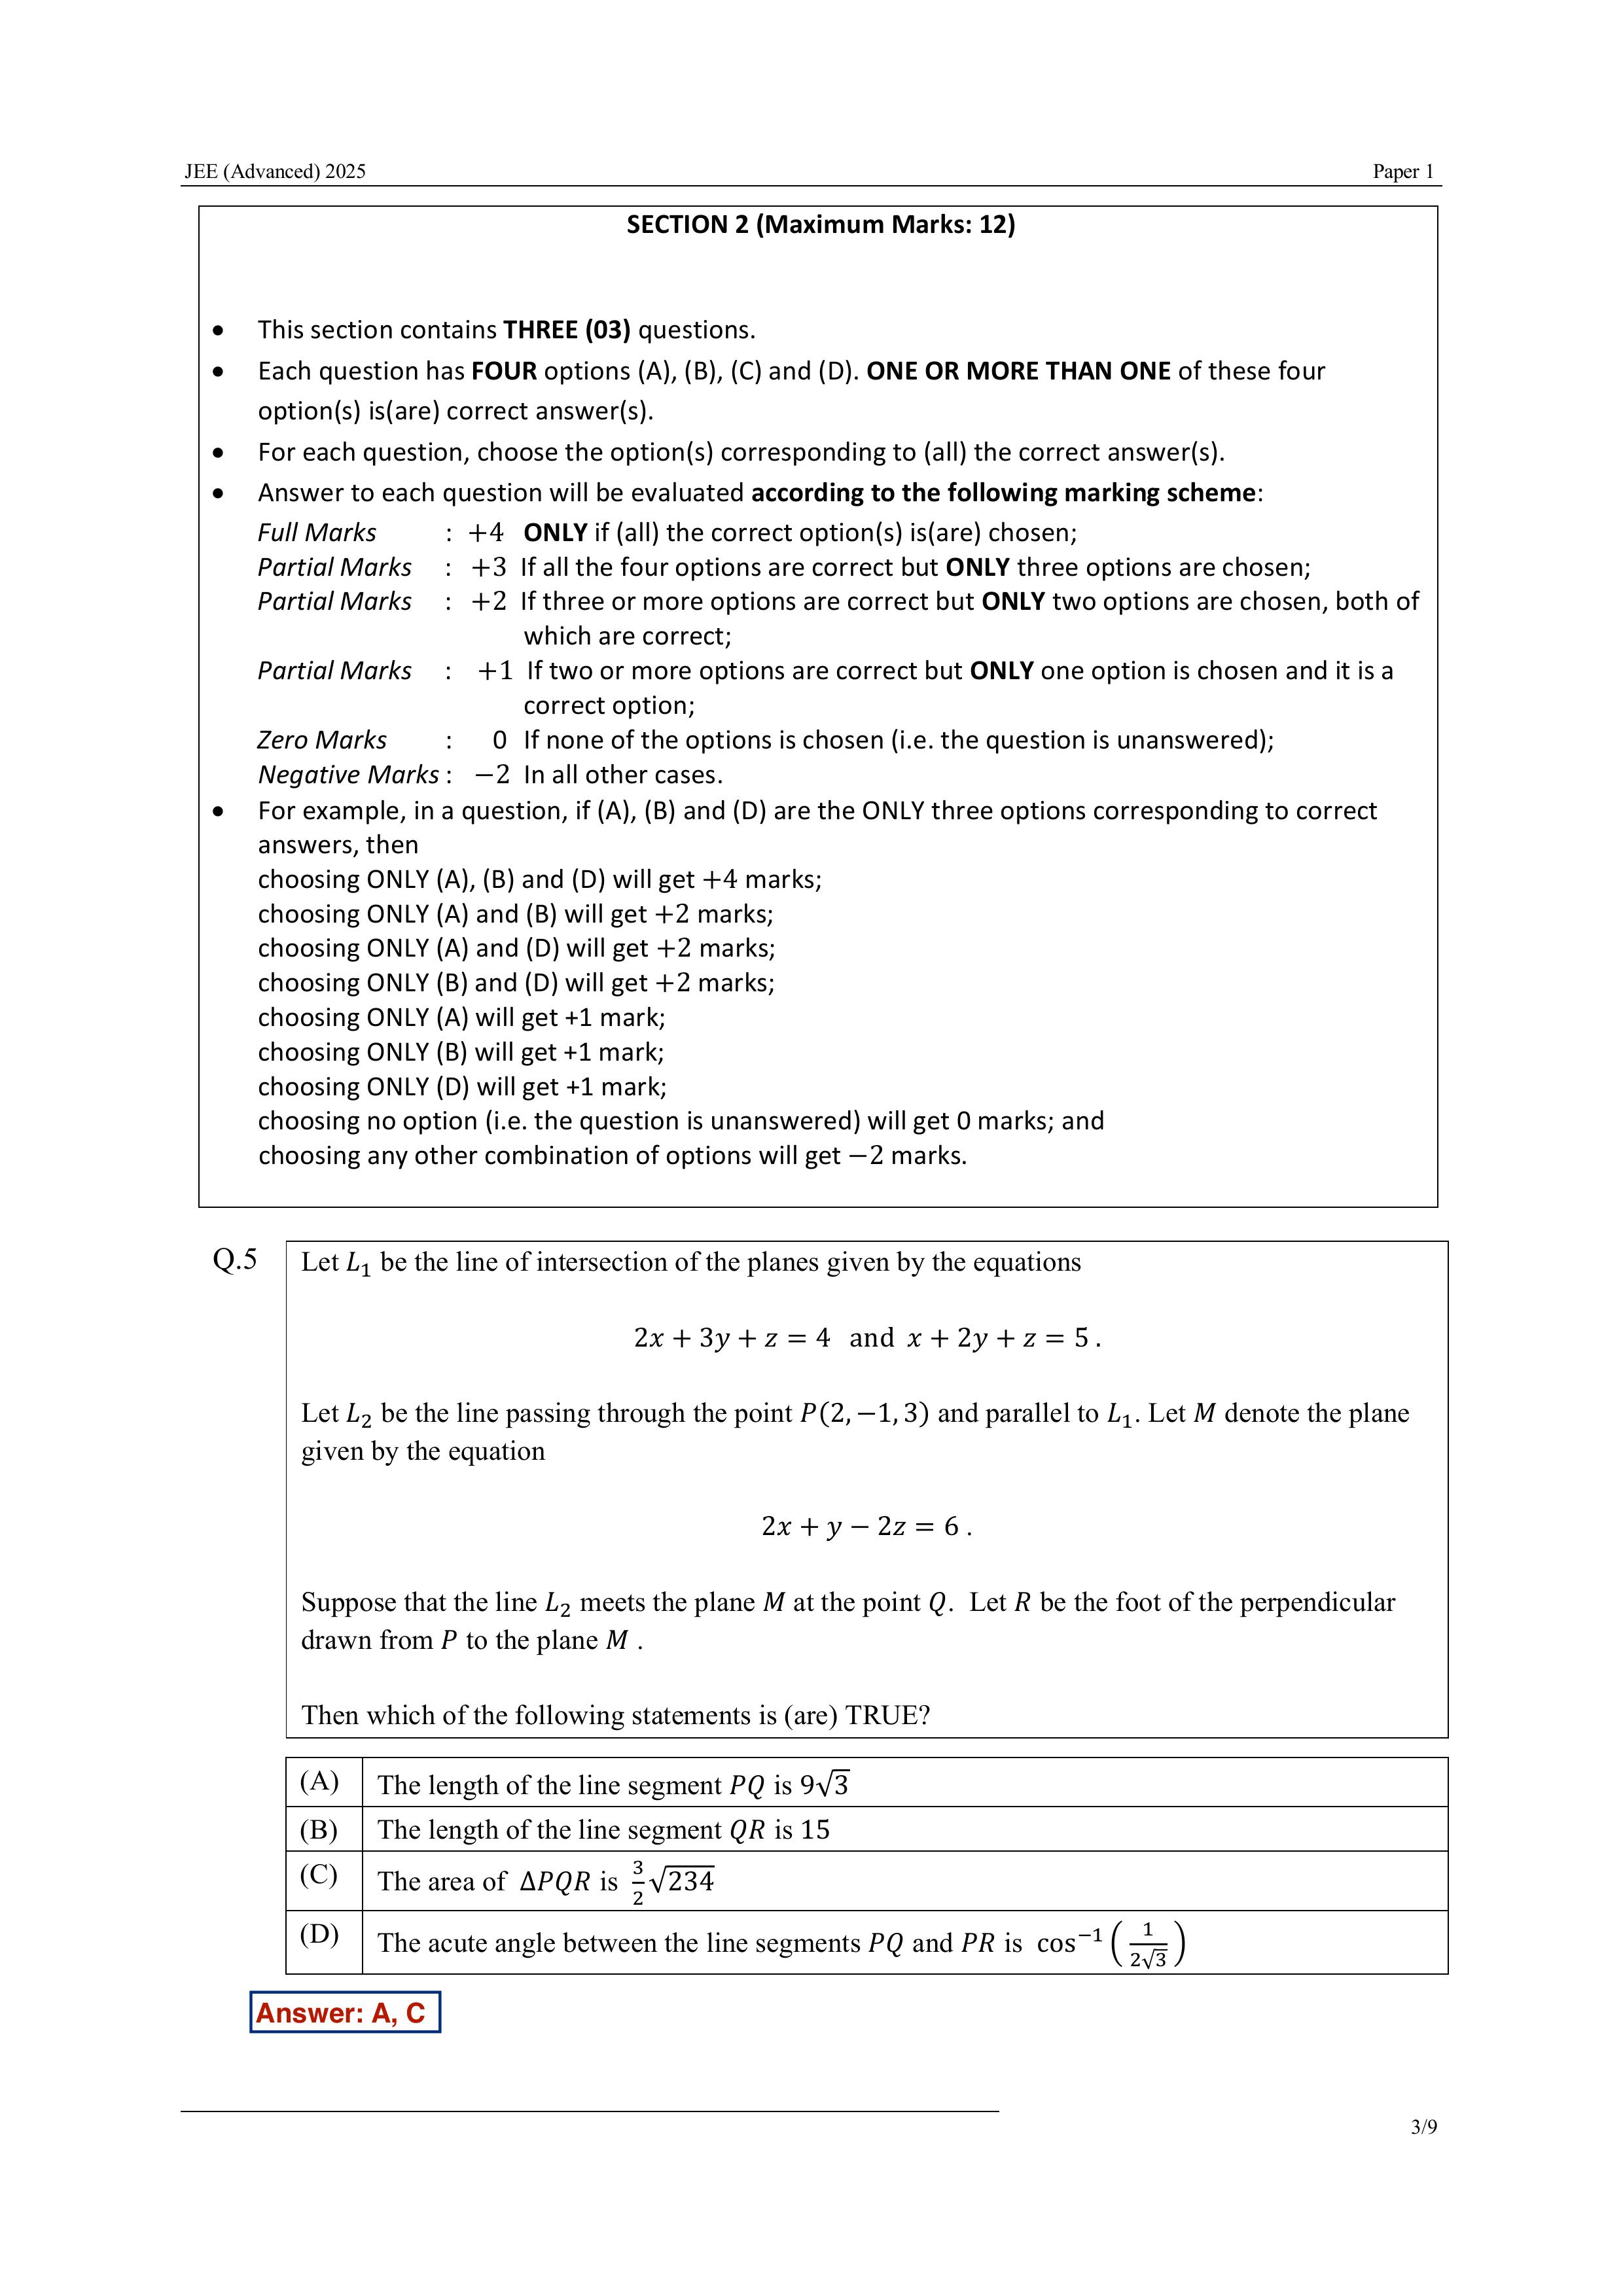 JEE (Advanced) 2025 Paper 1
SECTION 2 (Maximum Marks: 12)
• This section contains THREE (03) questions.
• Each question has FOUR options (A), (B), (C) and (D). ONE OR MORE THAN ONE of these four
option(s) is(are) correct answer(s).
• For each question, choose the option(s) corresponding to (all) the correct answer(s).
• Answer to each question will be evaluated according to the following marking scheme:
Full Marks : +4 ONLY if (all) the correct option(s) is(are) chosen;
Partial Marks : +3 If all the four options are correct but ONLY three options are chosen;
Partial Marks : +2 If three or more options are correct but ONLY two options are chosen, both of
which are correct;
Partial Marks : +1 If two or more options are correct but ONLY one option is chosen and it is a
correct option;
Zero Marks : 0 If none of the options is chosen (i.e. the question is unanswered);
Negative Marks : −2 In all other cases.
• For example, in a question, if (A), (B) and (D) are the ONLY three options corresponding to correct
answers, then
choosing ONLY (A), (B) and (D) will get +4 marks;
choosing ONLY (A) and (B) will get +2 marks;
choosing ONLY (A) and (D) will get +2 marks;
choosing ONLY (B) and (D) will get +2 marks;
choosing ONLY (A) will get +1 mark;
choosing ONLY (B) will get +1 mark;
choosing ONLY (D) will get +1 mark;
choosing no option (i.e. the question is unanswered) will get 0 marks; and
choosing any other combination of options will get −2 marks.
Q.5 Let L₁ be the line of intersection of the planes given by the equations
2x + 3y + z = 4 and x + 2y + z = 5 .
Let L₂ be the line passing through the point P(2, −1, 3) and parallel to L₁. Let M denote the plane
given by the equation
2x + y − 2z = 6 .
Suppose that the line L₂ meets the plane M at the point Q. Let R be the foot of the perpendicular
drawn from P to the plane M .
Then which of the following statements is (are) TRUE?
(A) The length of the line segment PQ is 9√3
(B) The length of the line segment QR is 15
(C) The area of ΔPQR is 3/2 √234
(D) The acute angle between the line segments PQ and PR is cos⁻¹ (1/(2√3))
Answer: A, C
3/9